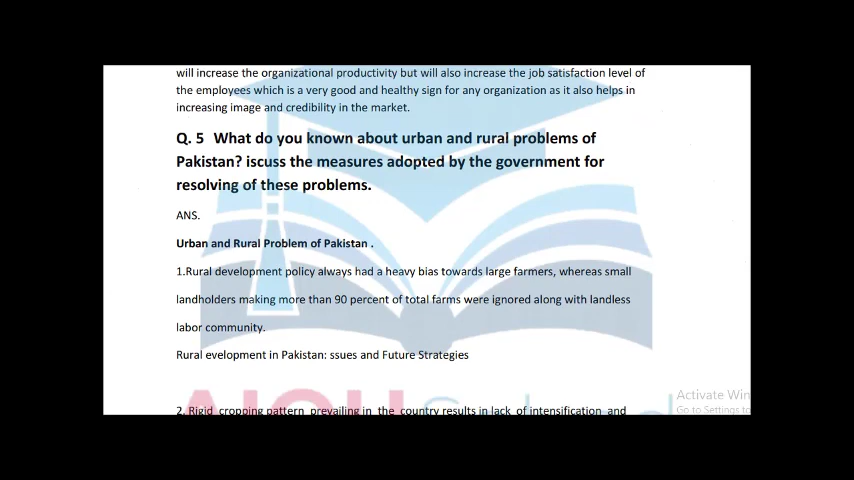 will increase the organizational productivity but will also increase the job satisfaction level of
the employees which is a very good and healthy sign for any organization as it also helps in
increasing image and credibility in the market.
Q. 5 What do you known about urban and rural problems of
Pakistan? iscuss the measures adopted by the government for
resolving of these problems.
ANS.
Urban and Rural Problem of Pakistan .
1.Rural development policy always had a heavy bias towards large farmers, whereas small
landholders making more than 90 percent of total farms were ignored along with landless
labor community.
Rural evelopment in Pakistan: ssues and Future Strategies
2. Rigid cropping pattern prevailing in the country results in lack of intensification and
Activate Win
Go to Settings to